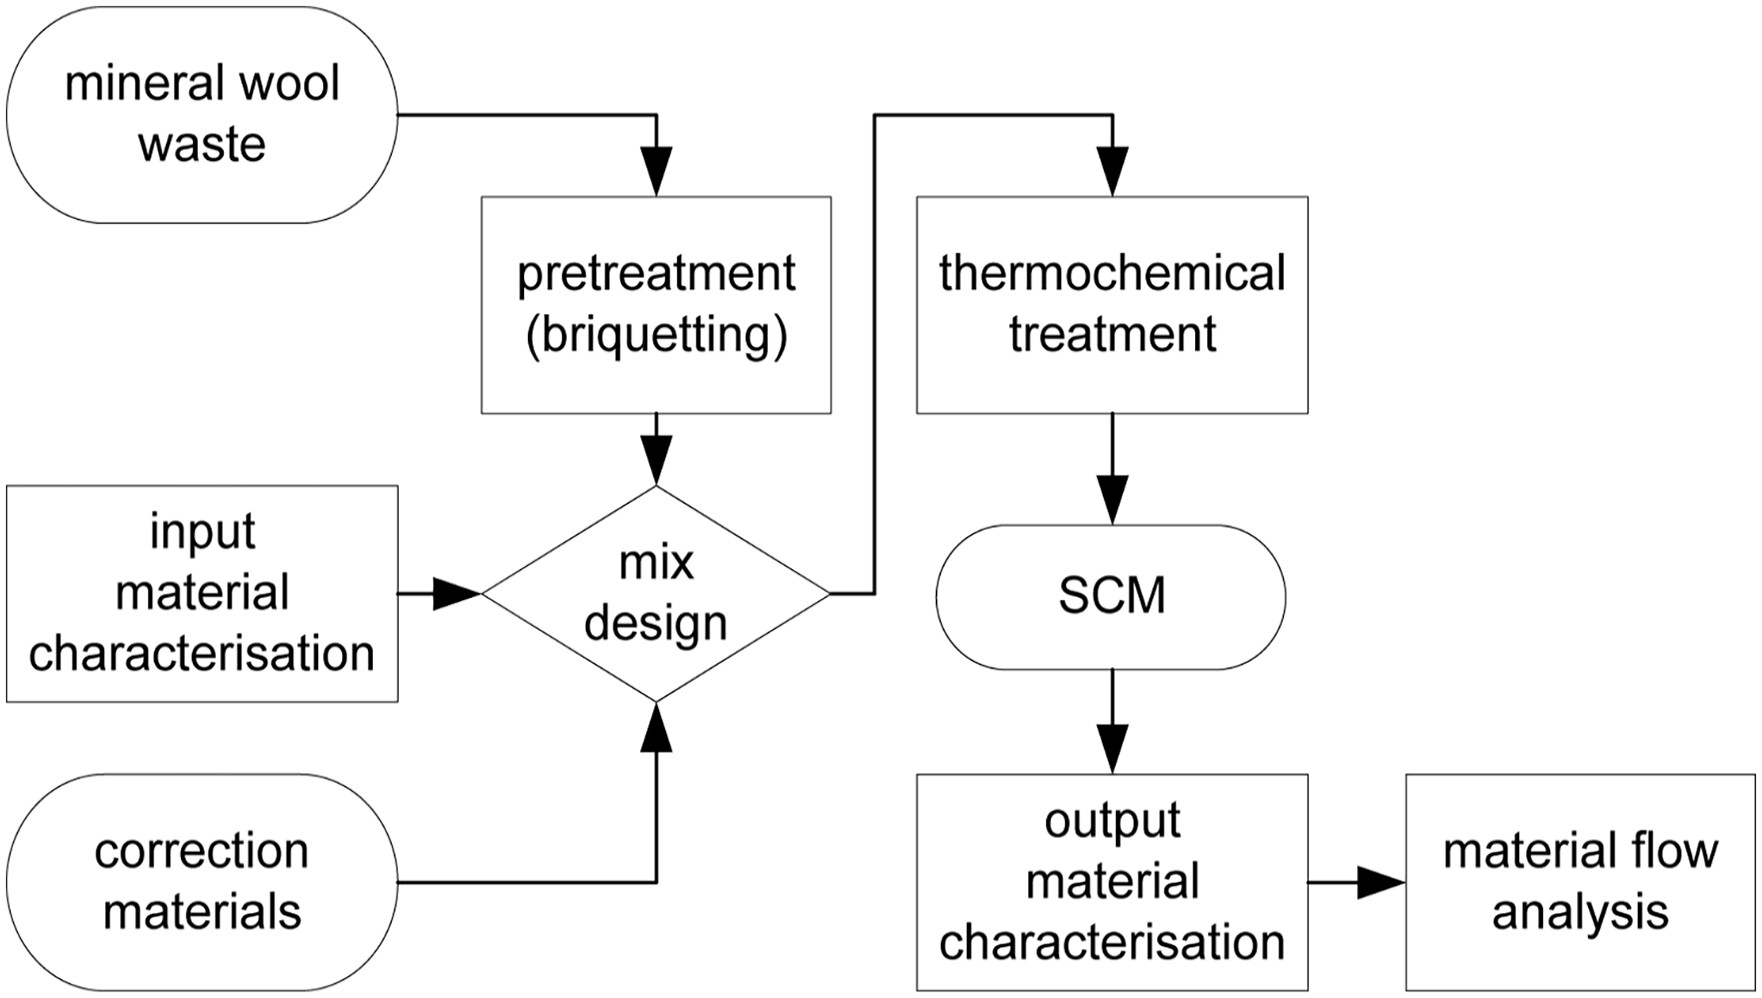 mineral wool
waste
pretreatment
(briquetting)
thermochemical
treatment
input
material
characterisation
mix
design
SCM
correction
materials
output
material
characterisation
material flow
analysis